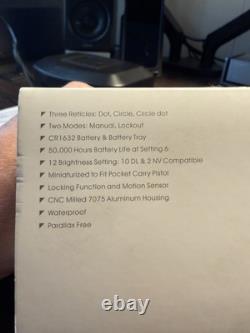 Three Reticles: Dot, Circle, Circle dot
Two Modes: Manual, Lockout
CR1632 Battery & Battery Tray
50,000 Hours Battery Life at Setting 6
12 Brightness Setting: 10 DL & 2 NV Compatible
Miniaturized to Fit Pocket Carry Pistol
Locking Function and Motion Sensor
CNC Milled 7075 Aluminum Housing
Waterproof
Parallax Free